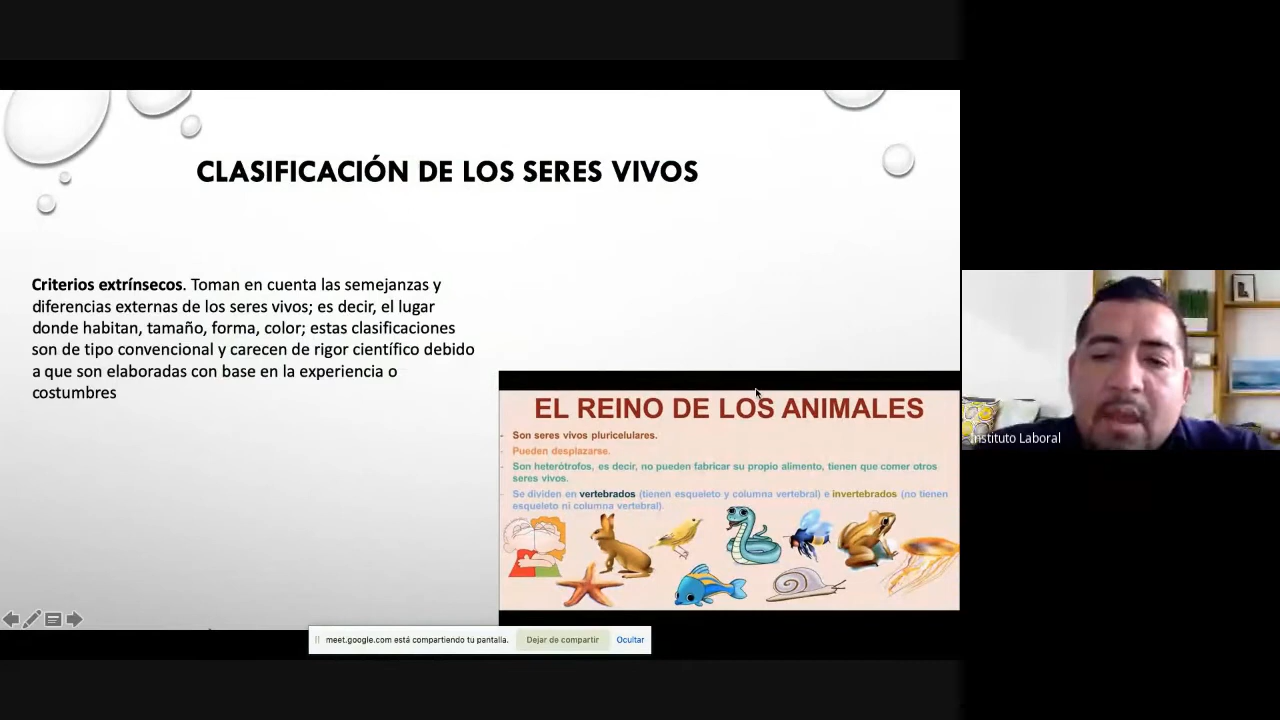 CLASIFICACIÓN DE LOS SERES VIVOS
Criterios extrínsecos. Toman en cuenta las semejanzas y
diferencias externas de los seres vivos; es decir, el lugar
donde habitan, tamaño, forma, color; estas clasificaciones
son de tipo convencional y carecen de rigor científico debido
a que son elaboradas con base en la experiencia o
costumbres
EL REINO DE LOS ANIMALES
- Son seres vivos pluricelulares.
- Pueden desplazarse.
- Son heterótrofos, es decir, no pueden fabricar su propio alimento, tienen que comer otros
seres vivos.
- Se dividen en vertebrados (tienen esqueleto y columna vertebral) e invertebrados (no tienen
esqueleto ni columna vertebral).
Instituto Laboral
meet.google.com está compartiendo tu pantalla.
Dejar de compartir
Ocultar